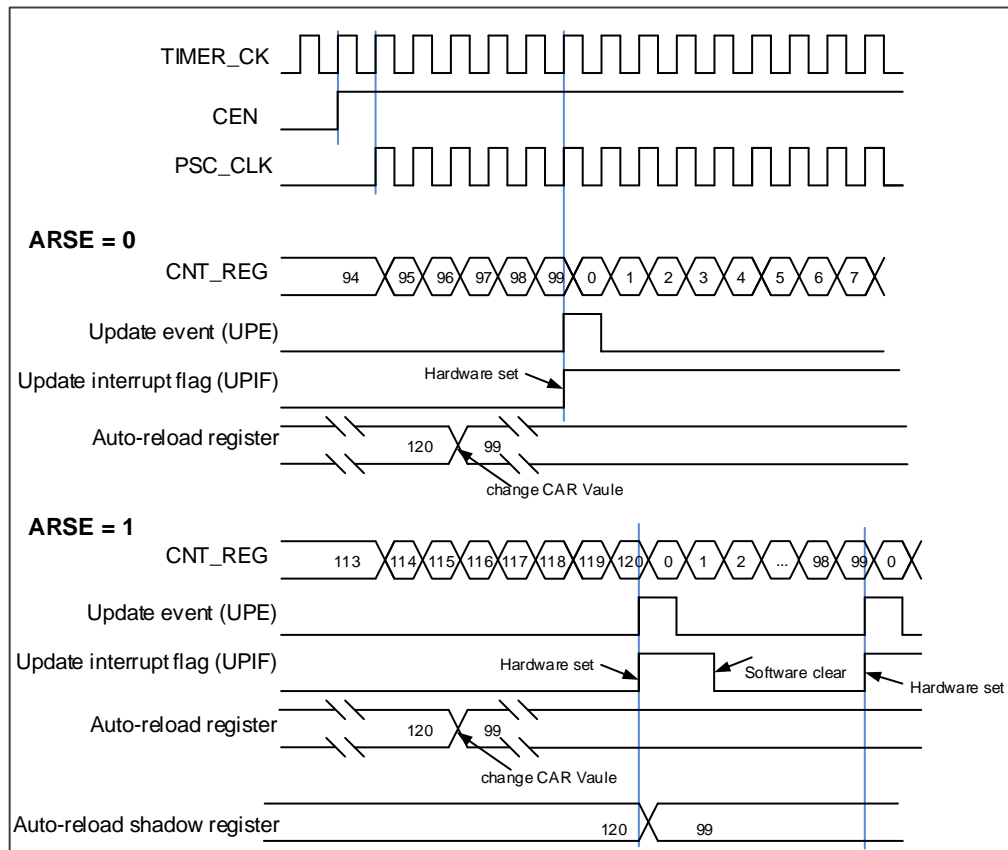 TIMER_CK
CEN
PSC_CLK
ARSE = 0
CNT_REG 94 95 96 97 98 99 0 1 2 3 4 5 6 7
Update event (UPE)
Update interrupt flag (UPIF) Hardware set
Auto-reload register 120 99
change CAR Vaule
ARSE = 1
CNT_REG 113 114 115 116 117 118 119 120 0 1 2 ... 98 99 0
Update event (UPE)
Update interrupt flag (UPIF) Hardware set Software clear Hardware set
Auto-reload register 120 99
change CAR Vaule
Auto-reload shadow register 120 99